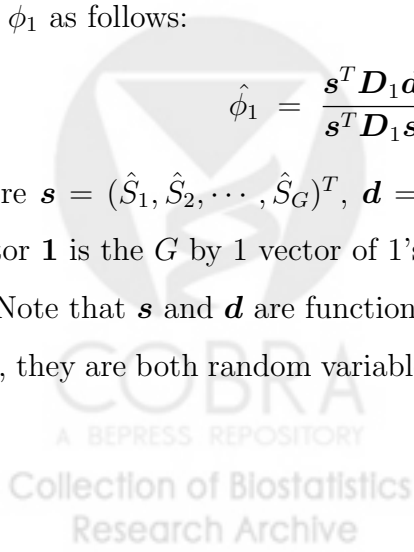 ϕ₁ as follows:
ϕ̂₁ = sᵀD₁d / sᵀD₁s
re s = (Ŝ₁, Ŝ₂, ⋯ , Ŝ_G)ᵀ, d =
or 1 is the G by 1 vector of 1's
Note that s and d are function
, they are both random variabl
COBRA
A BEPRESS REPOSITORY
Collection of Biostatistics
Research Archive